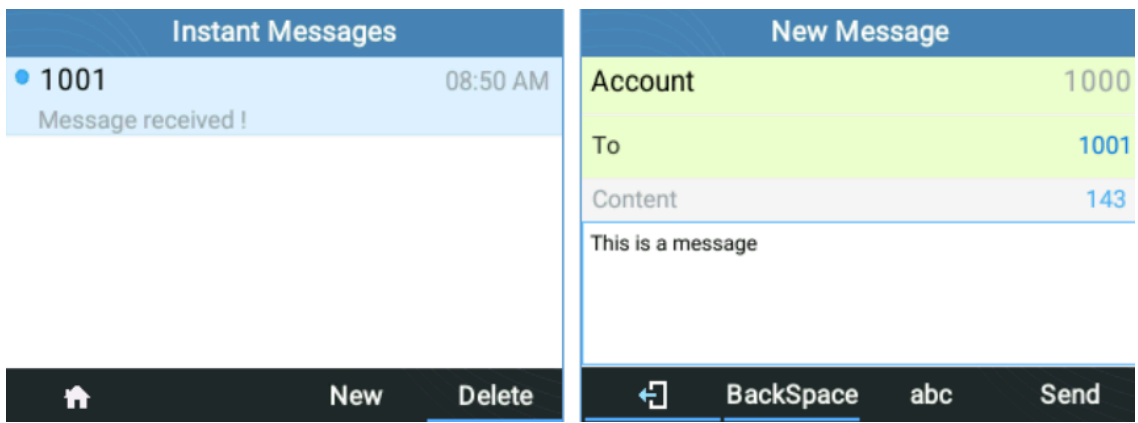 Instant Messages
1001 08:50 AM
Message received !
New Delete
New Message
Account 1000
To 1001
Content 143
This is a message
BackSpace abc Send